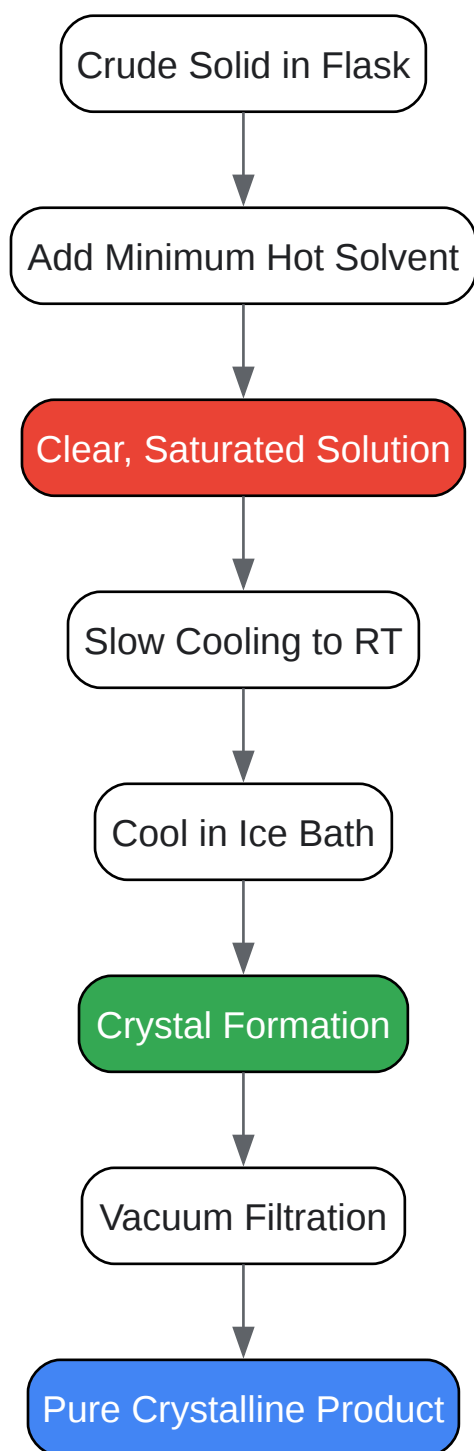 Crude Solid in Flask
Add Minimum Hot Solvent
Clear, Saturated Solution
Slow Cooling to RT
Cool in Ice Bath
Crystal Formation
Vacuum Filtration
Pure Crystalline Product